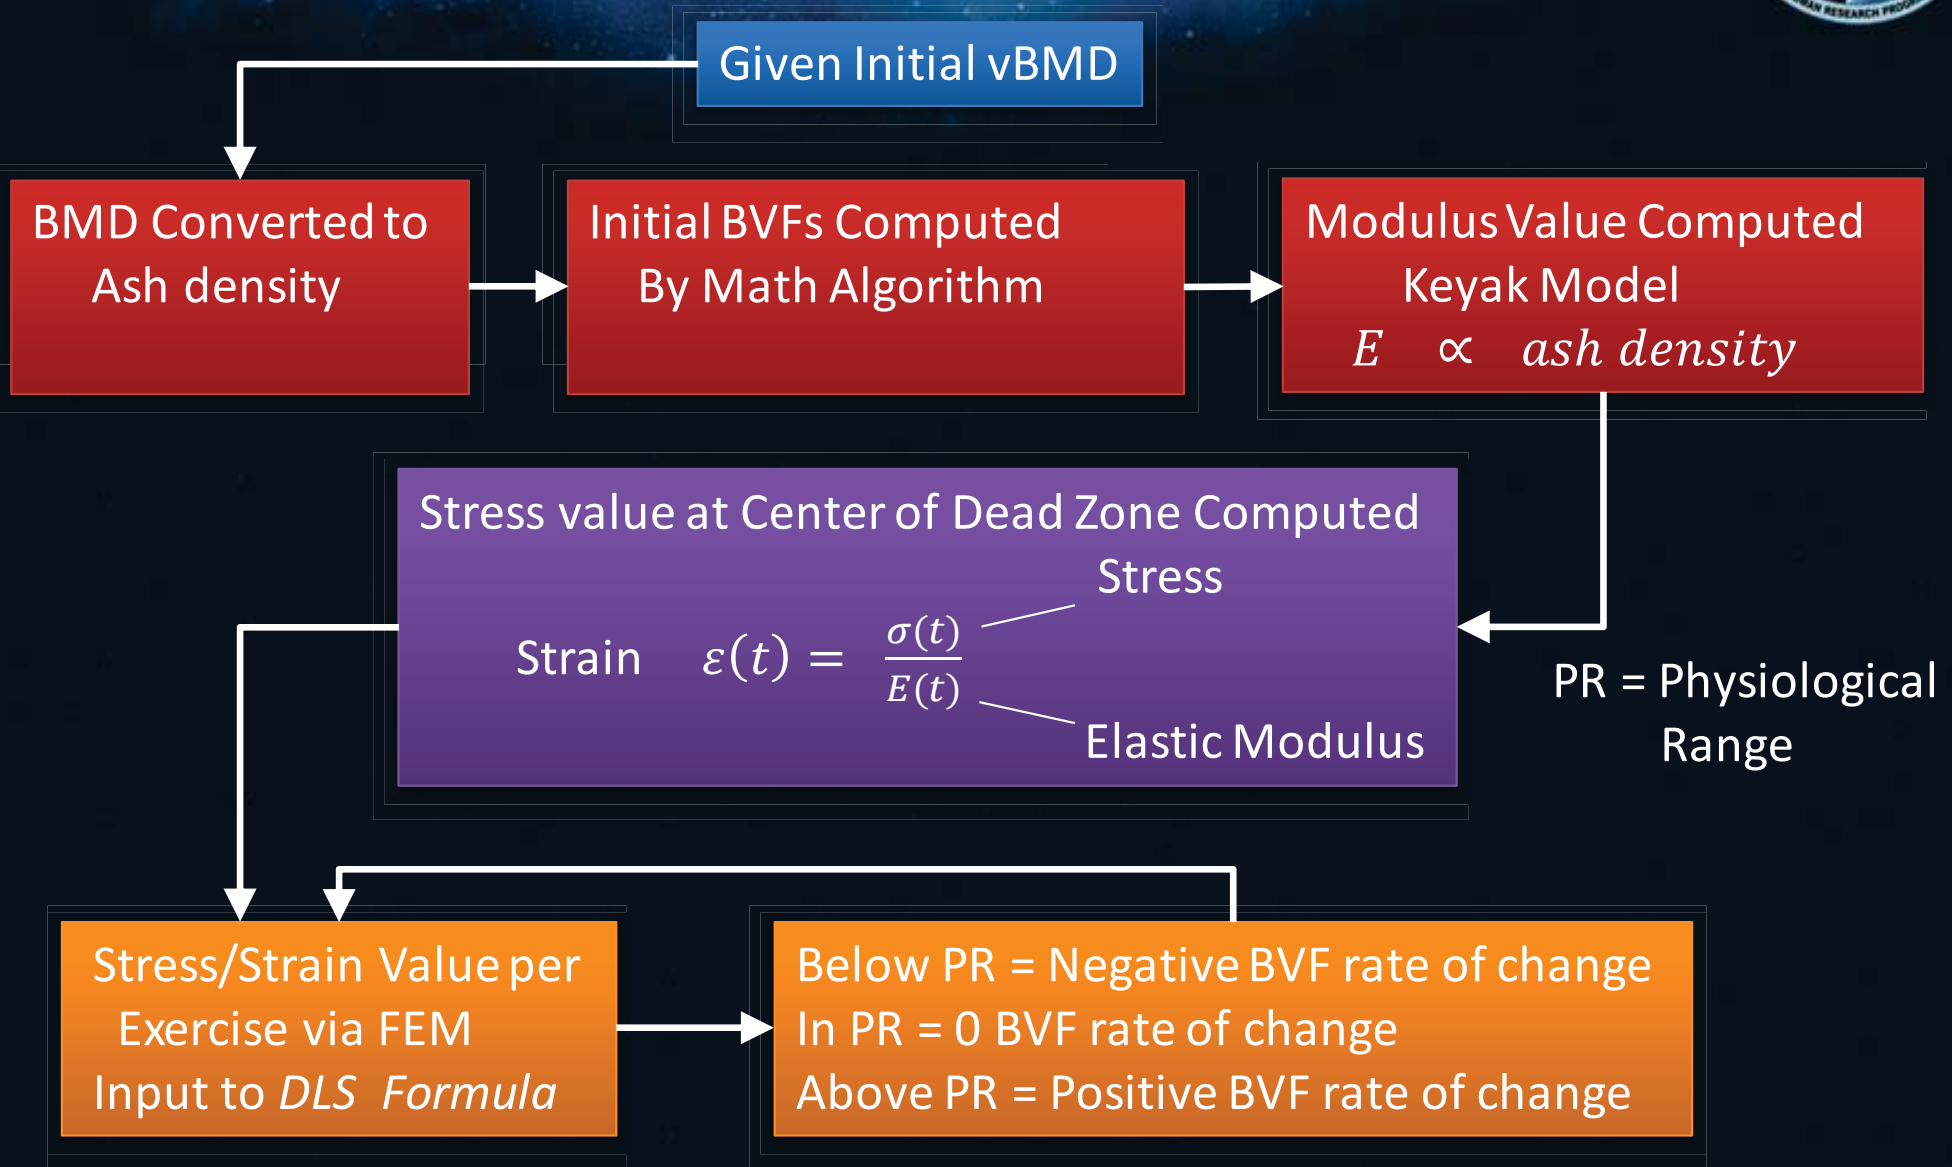 AN RESEARCH PROG
Given Initial vBMD
BMD Converted to
Ash density
Initial BVFs Computed
By Math Algorithm
Modulus Value Computed
Keyak Model
E ∝ ash density
Stress value at Center of Dead Zone Computed
Stress
Strain ε(t) = σ(t)/E(t)
Elastic Modulus
PR = Physiological
Range
Stress/Strain Value per
Exercise via FEM
Input to DLS Formula
Below PR = Negative BVF rate of change
In PR = 0 BVF rate of change
Above PR = Positive BVF rate of change